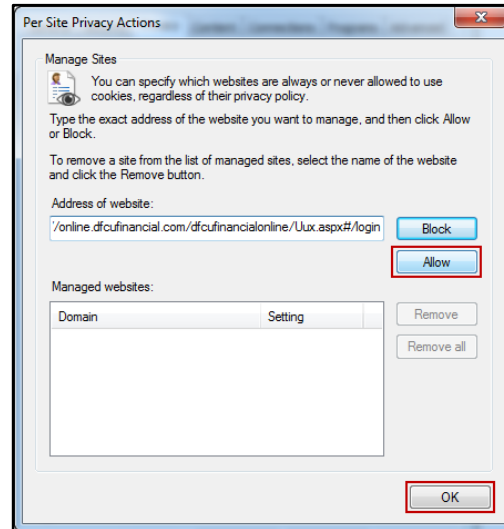 Per Site Privacy Actions
Manage Sites
You can specify which websites are always or never allowed to use
cookies, regardless of their privacy policy.
Type the exact address of the website you want to manage, and then click Allow
or Block.
To remove a site from the list of managed sites, select the name of the website
and click the Remove button.
Address of website:
'/online.dfcufinancial.com/dfcufinancialonline/Uux.aspx#/login
Block
Allow
Managed websites:
Domain Setting
Remove
Remove all
OK